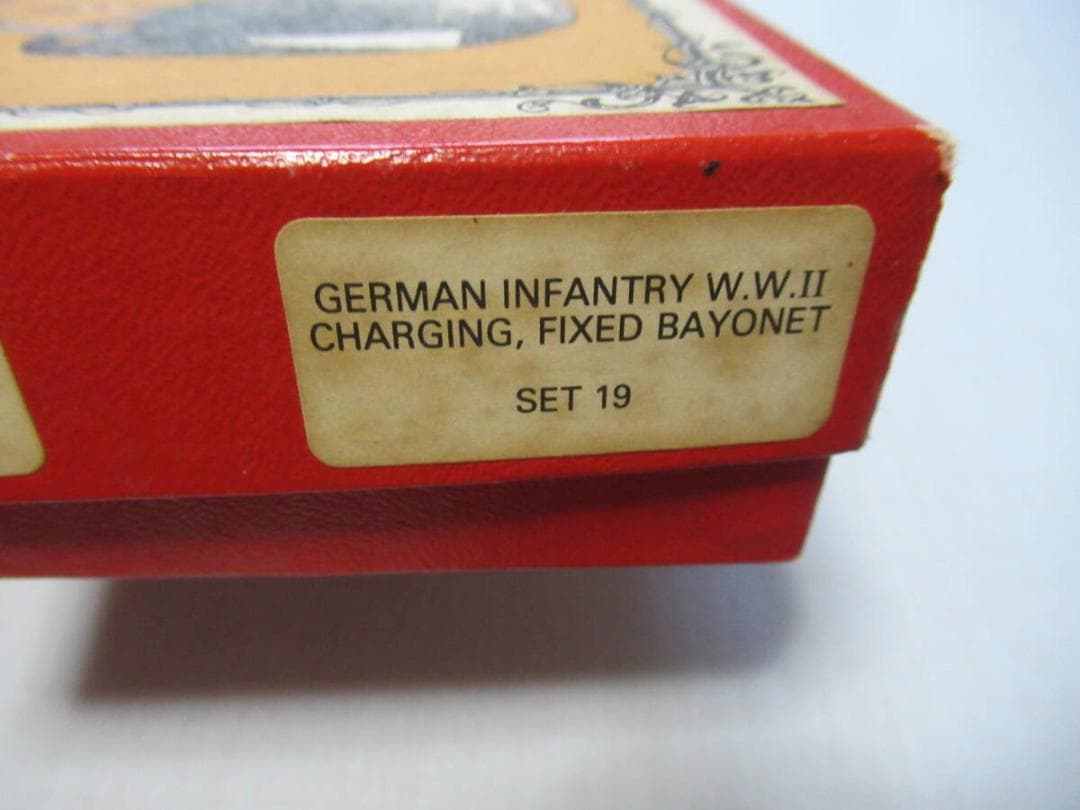 GERMAN INFANTRY W.W.II
CHARGING, FIXED BAYONET
SET 19